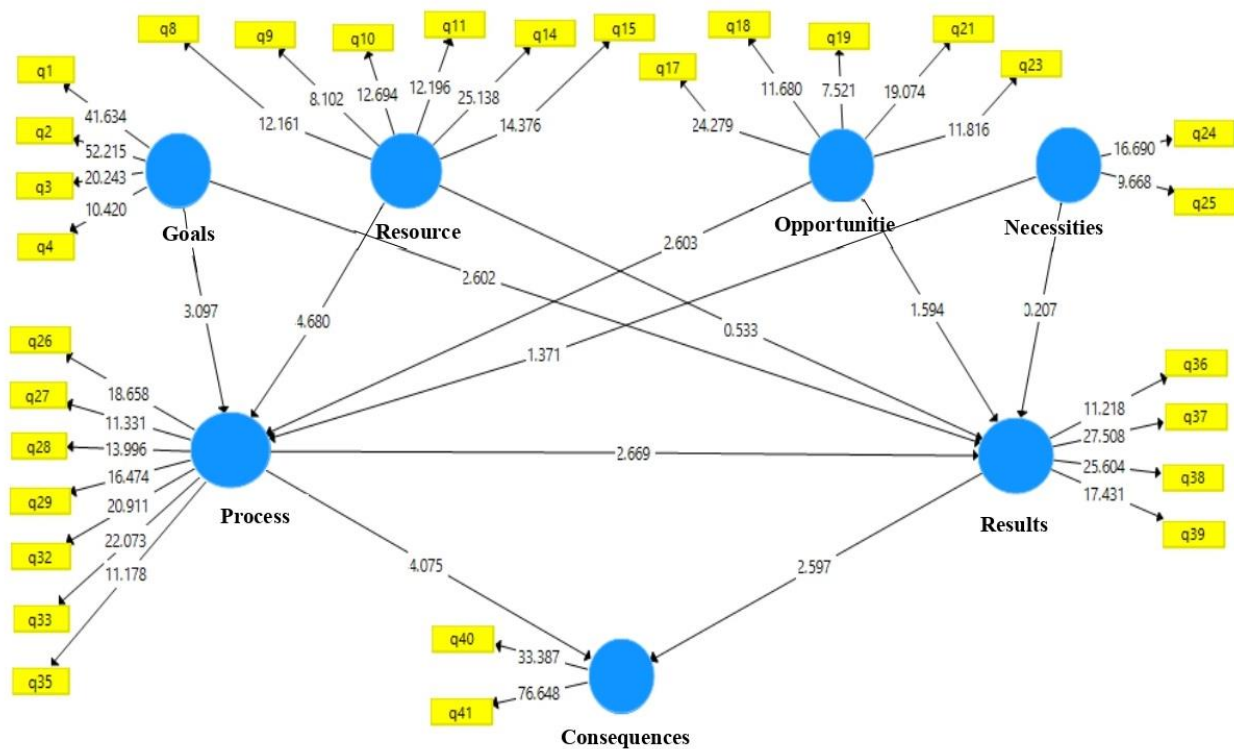 q8
q9
q10
q11
q14
q15
12.161
8.102
12.694
12.196
25.138
14.376
q17
q18
q19
q21
q23
24.279
11.680
7.521
19.074
11.816
q1
q2
q3
q4
41.634
52.215
20.243
10.420
q24
q25
16.690
9.668
Goals
Resource
Opportunitie
Necessities
3.097
4.680
2.603
2.602
1.371
0.533
1.594
0.207
q26
q27
q28
q29
q32
q33
q35
18.658
11.331
13.996
16.474
20.911
22.073
11.178
Process
2.669
q36
q37
q38
q39
11.218
27.508
25.604
17.431
Results
4.075
2.597
q40
q41
33.387
76.648
Consequences